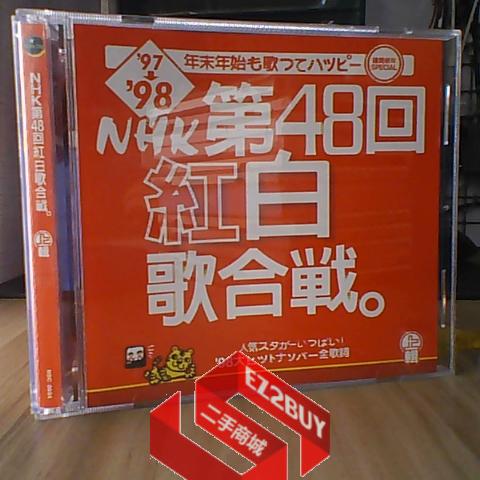 '97
'98
年末年始も歌ってハッピー
SPECIAL
NHK第48回
紅白
歌合戦。
人気スターがいっぱい!
上
輯
NHK第48回紅白歌合戦。
上輯
EZ2BUY
二手商城